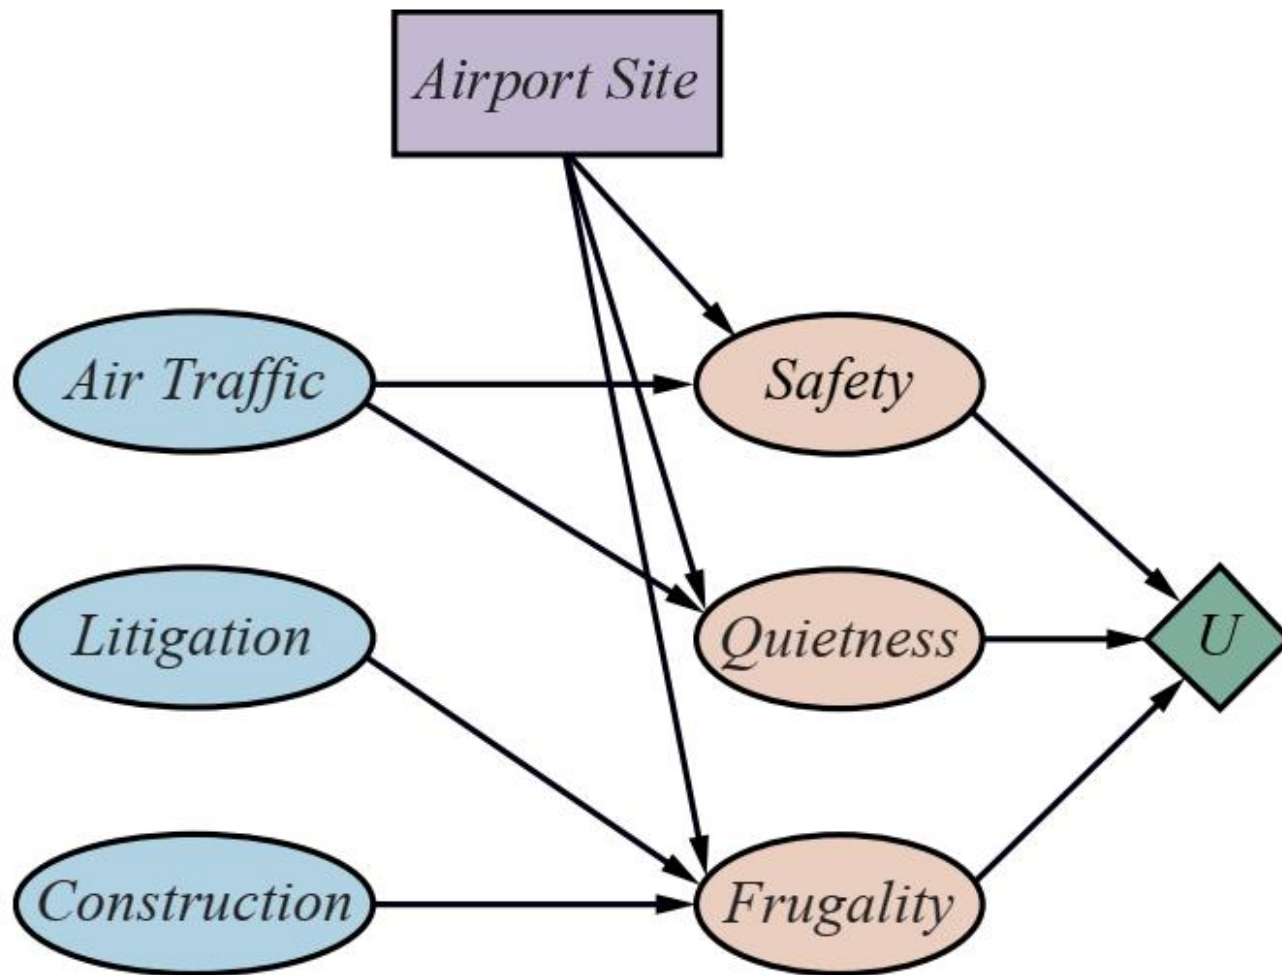 Airport Site
Air Traffic
Safety
Litigation
Quietness
U
Construction
Frugality